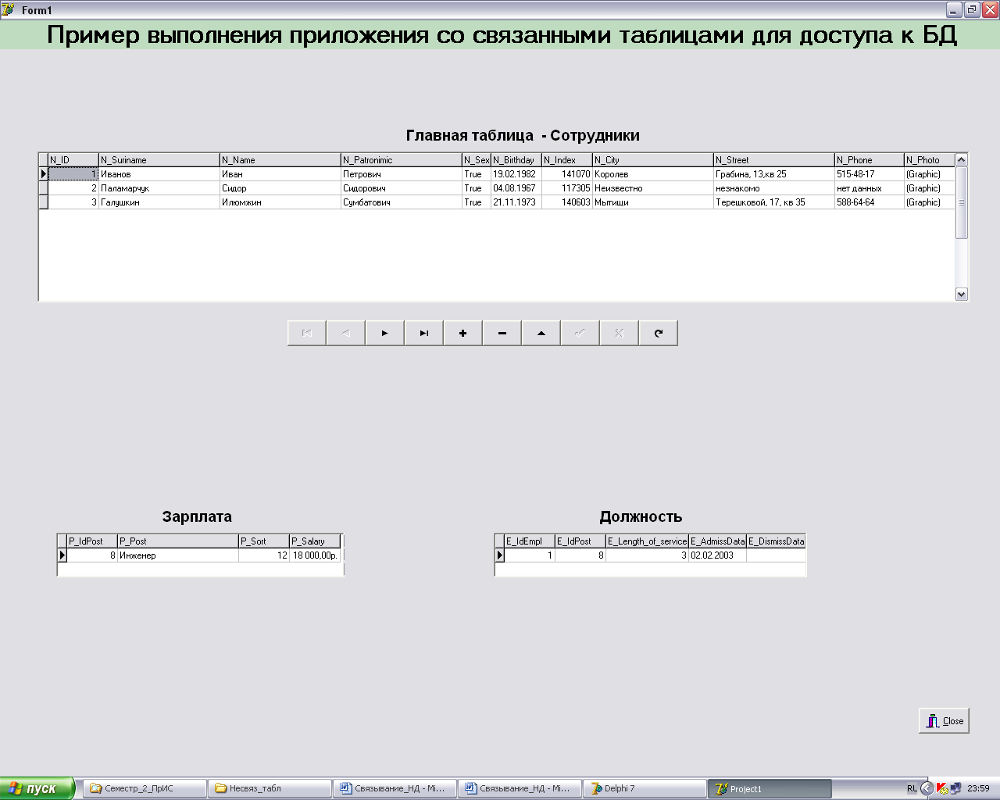 Form1
Пример выполнения приложения со связанными таблицами для доступа к БД
Главная таблица - Сотрудники
N_ID N_Suriname N_Name N_Patronimic N_Sex N_Birthday N_Index N_City N_Street N_Phone N_Photo
1 Иванов Иван Петрович True 19.02.1982 141070 Королев Грабина, 13,кв 25 515-48-17 (Graphic)
2 Паламарчук Сидор Сидорович True 04.08.1967 117305 Неизвестно незнакомо нет данных (Graphic)
3 Галушкин Илюмжин Сумбатович True 21.11.1973 140603 Мытищи Терешковой, 17, кв 35 588-64-64 (Graphic)
Зарплата
P_IdPost P_Post P_Sort P_Salary
8 Инженер 12 18 000,00р.
Должность
E_IdEmpl E_IdPost E_Length_of_service E_AdmissData E_DismissData
1 8 3 02.02.2003
Close
пуск Семестр_2_ПрИС Несвяз_табл Связывание_НД - Mi... Связывание_НД - Mi... Delphi 7 Project1 RL 23:59